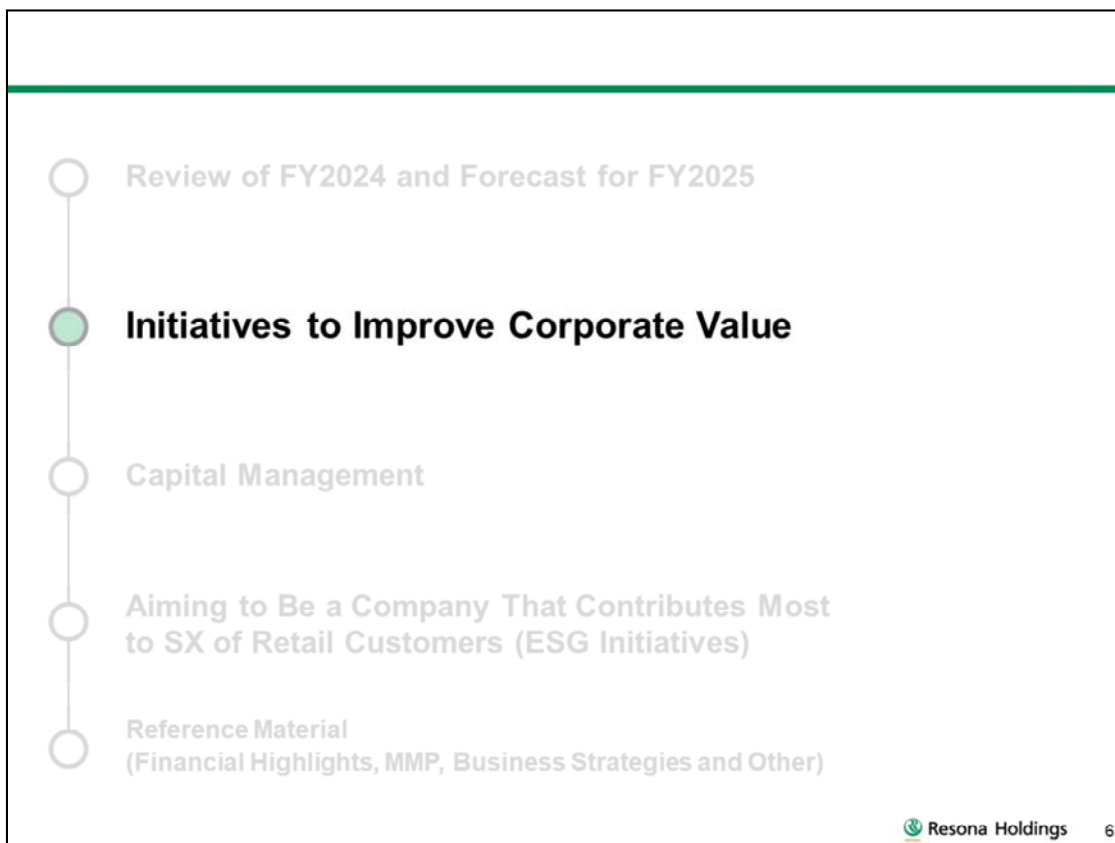 Review of FY2024 and Forecast for FY2025
Initiatives to Improve Corporate Value
Capital Management
Aiming to Be a Company That Contributes Most
to SX of Retail Customers (ESG Initiatives)
Reference Material
(Financial Highlights, MMP, Business Strategies and Other)
Resona Holdings 6